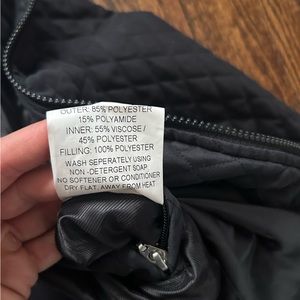 OUTER: 85% POLYESTER
15% POLYAMIDE
INNER: 55% VISCOSE /
45% POLYESTER
FILLING: 100% POLYESTER
WASH SEPERATELY USING
NON -DETERGENT SOAP
NO SOFTENER OR CONDITIONER
DRY FLAT, AWAY FROM HEAT